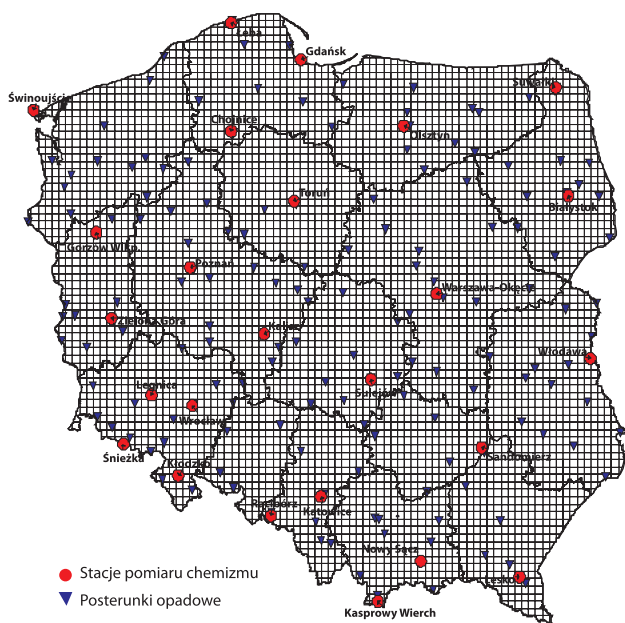 Łeba
Gdańsk
Suwałki
Świnoujście
Chojnice
Olsztyn
Toruń
Białystok
Gorzów Wlkp.
Poznań
Warszawa-Okęcie
Zielona Góra
Kalisz
Włodawa
Legnica
Sulejów
Wrocław
Śnieżka
Kłodzko
Sandomierz
Racibórz
Katowice
Nowy Sącz
Lesko
Stacje pomiaru chemizmu
Posterunki opadowe
Kasprowy Wierch